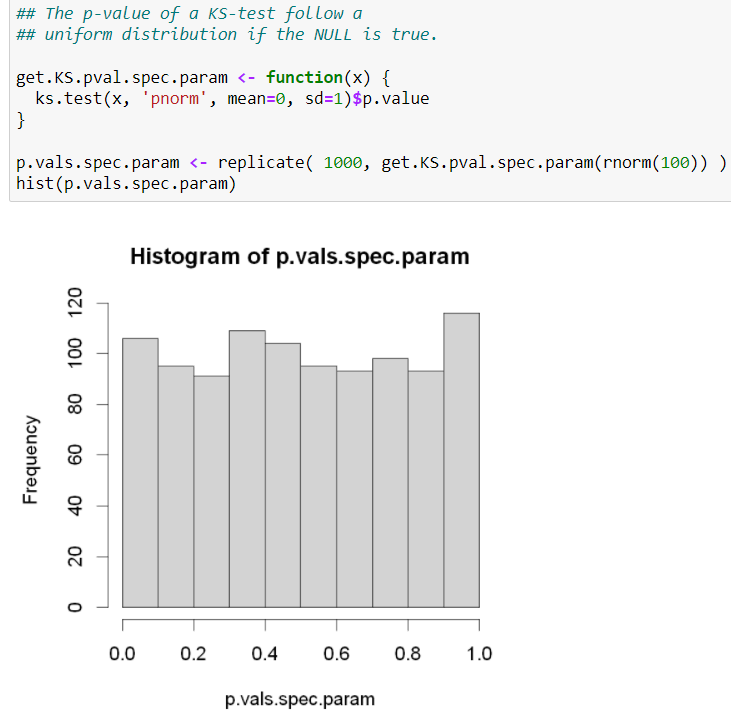 ## The p-value of a KS-test follow a
## uniform distribution if the NULL is true.
get.KS.pval.spec.param <- function(x) {
ks.test(x, 'pnorm', mean=0, sd=1)$p.value
}
p.vals.spec.param <- replicate( 1000, get.KS.pval.spec.param(rnorm(100)) )
hist(p.vals.spec.param)
Histogram of p.vals.spec.param
Frequency
120
100
80
60
40
20
0
0.0 0.2 0.4 0.6 0.8 1.0
p.vals.spec.param